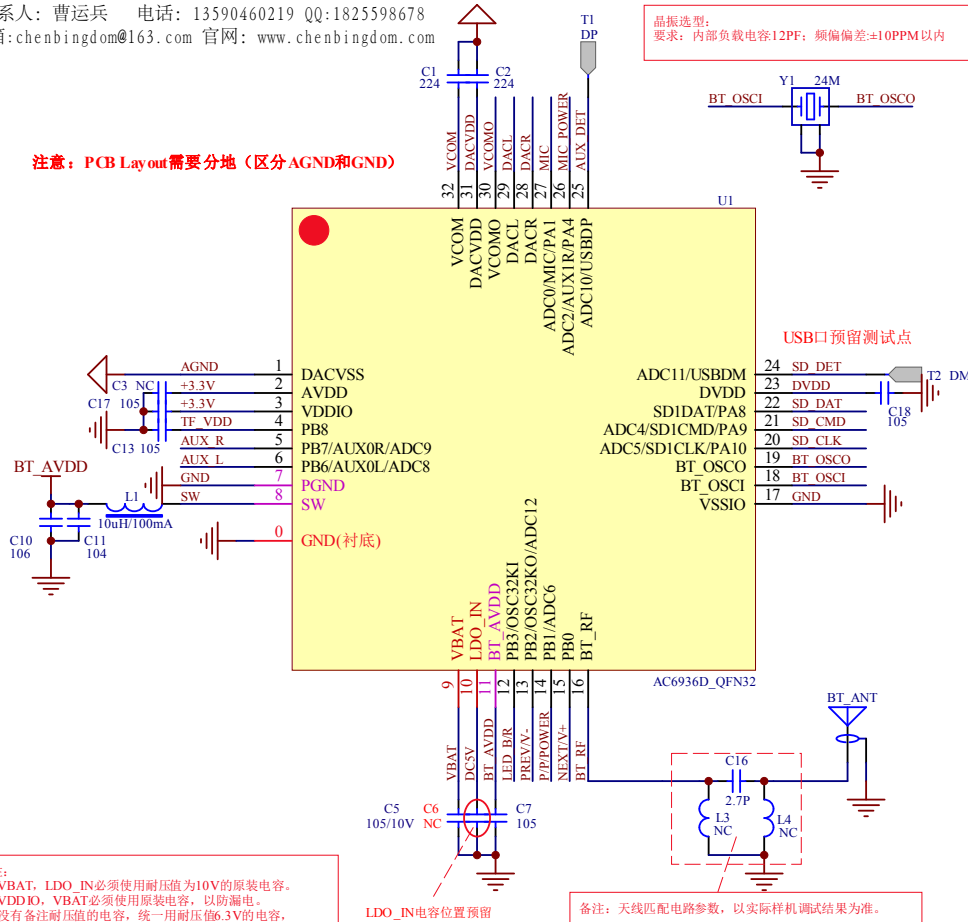 系人: 曹运兵 电话: 13590460219 QQ:1825598678
箱:chenbingdom@163.com 官网: www.chenbingdom.com
T1
DP
晶振选型:
要求: 内部负载电容:12PF; 频偏偏差:±10PPM以内
Y1 24M
BT_OSCI
BT_OSCO
C1
224
C2
224
注意: PCB Layout需要分地（区分AGND和GND）
VCOM
DACVDD
VCOMO
DACL
DACR
MIC
MIC_POWER
AUX_DET
32
31
30
29
28
27
26
25
U1
VCOM
DACVDD
VCOMO
DACL
DACR
ADC0/MIC/PA1
ADC2/AUX1R/PA4
ADC10/USBDP
USB口预留测试点
AGND 1 DACVSS
C3 NC +3.3V 2 AVDD
C17 105 +3.3V 3 VDDIO
TF_VDD 4 PB8
C13 105
AUX_R 5 PB7/AUX0R/ADC9
AUX_L 6 PB6/AUX0L/ADC8
GND 7 PGND
SW 8 SW
0 GND(衬底)
BT_AVDD
L1
10uH/100mA
C10
106
C11
104
ADC11/USBDM 24 SD_DET
T2 DM
DVDD 23 DVDD
C18
105
SD1DAT/PA8 22 SD_DAT
ADC4/SD1CMD/PA9 21 SD_CMD
ADC5/SD1CLK/PA10 20 SD_CLK
BT_OSCO 19 BT_OSCO
BT_OSCI 18 BT_OSCI
VSSIO 17 GND
VBAT
LDO_IN
BT_AVDD
PB3/OSC32KI
PB2/OSC32KO/ADC12
PB1/ADC6
PB0
BT_RF
9
10
11
12
13
14
15
16
AC6936D_QFN32
VBAT
DC5V
BT_AVDD
LED_B/R
PREV/V-
P/P/POWER
NEXT/V+
BT_RF
BT_ANT
C16
2.7P
L3
NC
L4
NC
C5
105/10V
C6
NC
C7
105
VBAT, LDO_IN必须使用耐压值为10V的原装电容。
VDDIO, VBAT必须使用原装电容, 以防漏电。
没有备注耐压值的电容, 统一用耐压值6.3V的电容,
LDO_IN电容位置预留
备注: 天线匹配电路参数, 以实际样机调试结果为准。